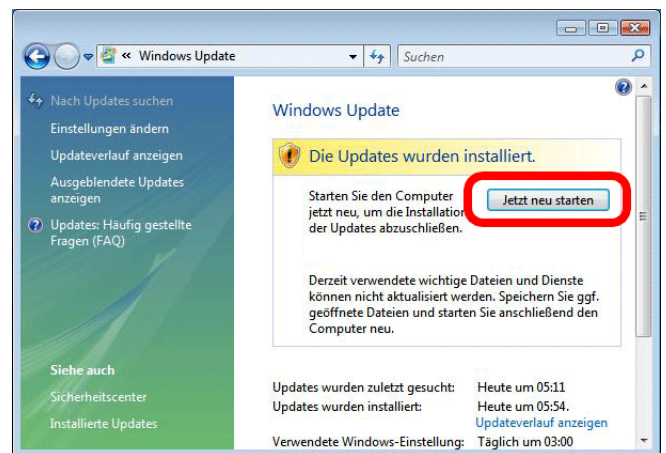 « Windows Update
Suchen
Nach Updates suchen
Einstellungen ändern
Updateverlauf anzeigen
Ausgeblendete Updates
anzeigen
Updates: Häufig gestellte
Fragen (FAQ)
Siehe auch
Sicherheitscenter
Installierte Updates
Windows Update
Die Updates wurden installiert.
Starten Sie den Computer
jetzt neu, um die Installation
der Updates abzuschließen.
Jetzt neu starten
Derzeit verwendete wichtige Dateien und Dienste
können nicht aktualisiert werden. Speichern Sie ggf.
geöffnete Dateien und starten Sie anschließend den
Computer neu.
Updates wurden zuletzt gesucht: Heute um 05:11
Updates wurden installiert: Heute um 05:54.
Updateverlauf anzeigen
Verwendete Windows-Einstellung: Täglich um 03:00